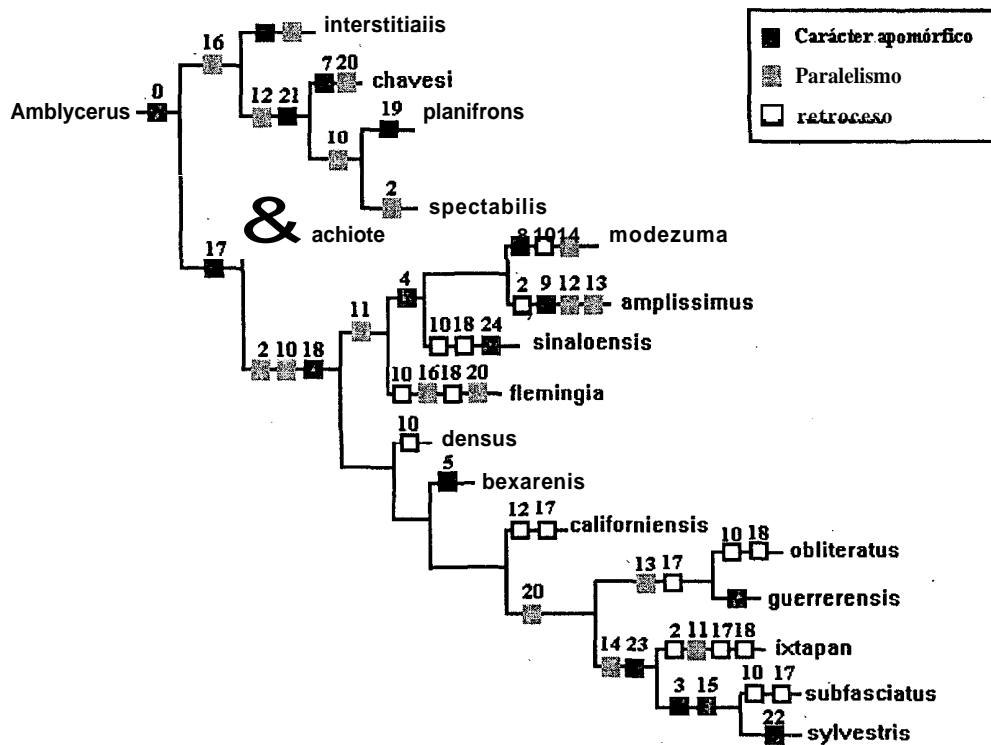 interstitiaiis
16
7 20
chavesi
Carácter apomórfico
Paralelismo
retroceso
0
Amblycerus
12 21
19
planifrons
10
2
spectabilis
& achiote
17
8 10 14
modezuma
4
2 9 12 13
amplissimus
11
10 18 24
sinaloensis
2 10 18
10 16 18 20
flemingia
10
densus
5
bexarenis
12 17
californiensis
10 18
obliteratus
13 17
20
guerrerensis
2 11 17 18
ixtapan
14 23
10 17
subfasciatus
3 15
22
sylvestris